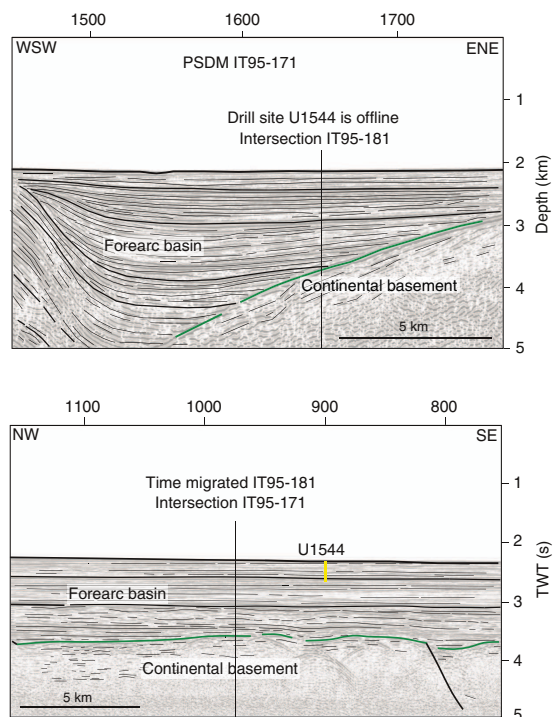 1500 1600 1700
WSW ENE
PSDM IT95-171
1
Drill site U1544 is offline
Intersection IT95-181
2
Depth (km)
3
Forearc basin
Continental basement
4
5 km
5
1100 1000 900 800
NW SE
1
Time migrated IT95-181
Intersection IT95-171
2
U1544
TWT (s)
Forearc basin
3
4
Continental basement
5 km
5